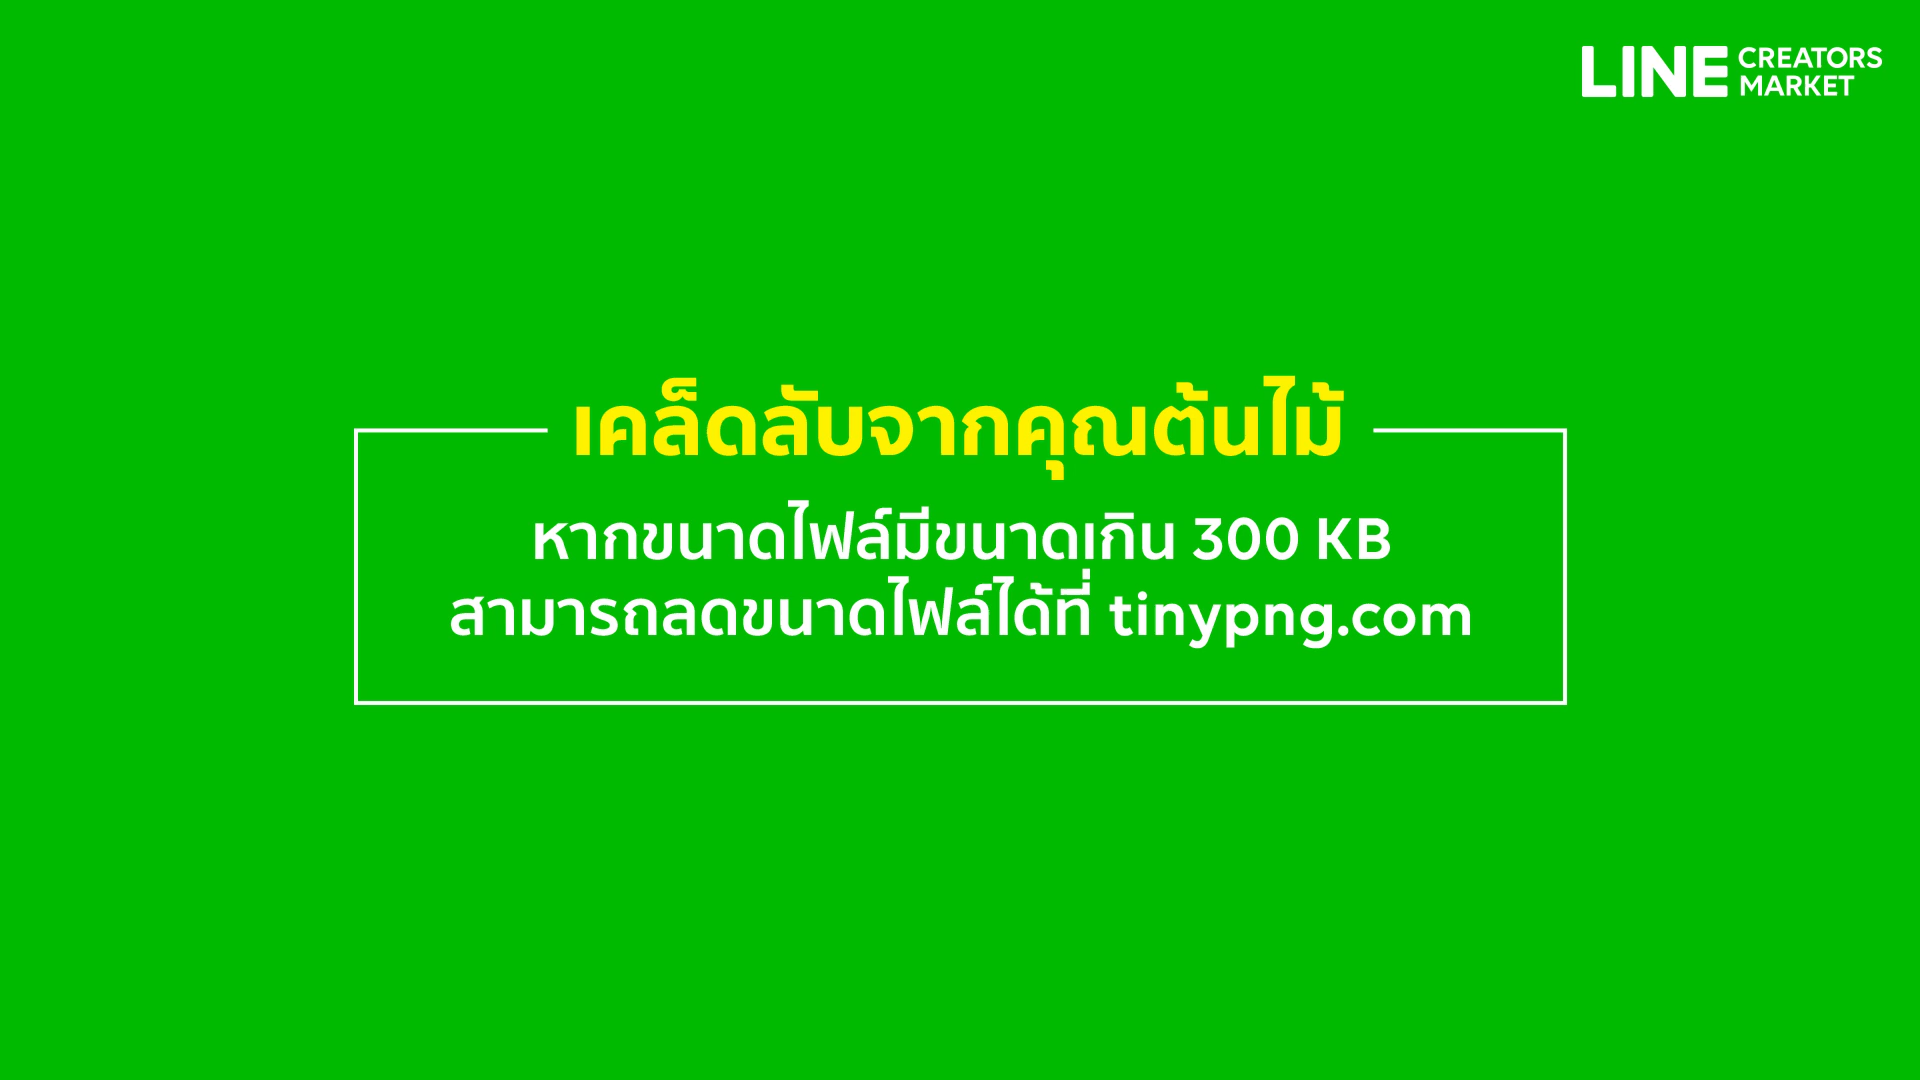 LINE CREATORS
MARKET
เคล็ดลับจากคุณต้นไม้
หากขนาดไฟล์มีขนาดเกิน 300 KB
สามารถลดขนาดไฟล์ได้ที่ tinypng.com